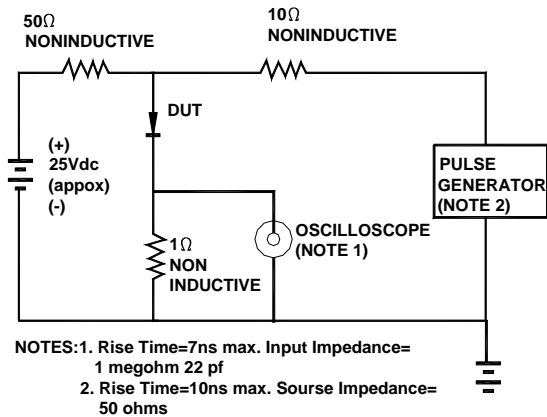 50Ω
NONINDUCTIVE
10Ω
NONINDUCTIVE
DUT
(+)
25Vdc
(appox)
(-)
PULSE
GENERATOR
(NOTE 2)
OSCILLOSCOPE
(NOTE 1)
1Ω
NON
INDUCTIVE
NOTES:1. Rise Time=7ns max. Input Impedance=
1 megohm 22 pf
2. Rise Time=10ns max. Sourse Impedance=
50 ohms